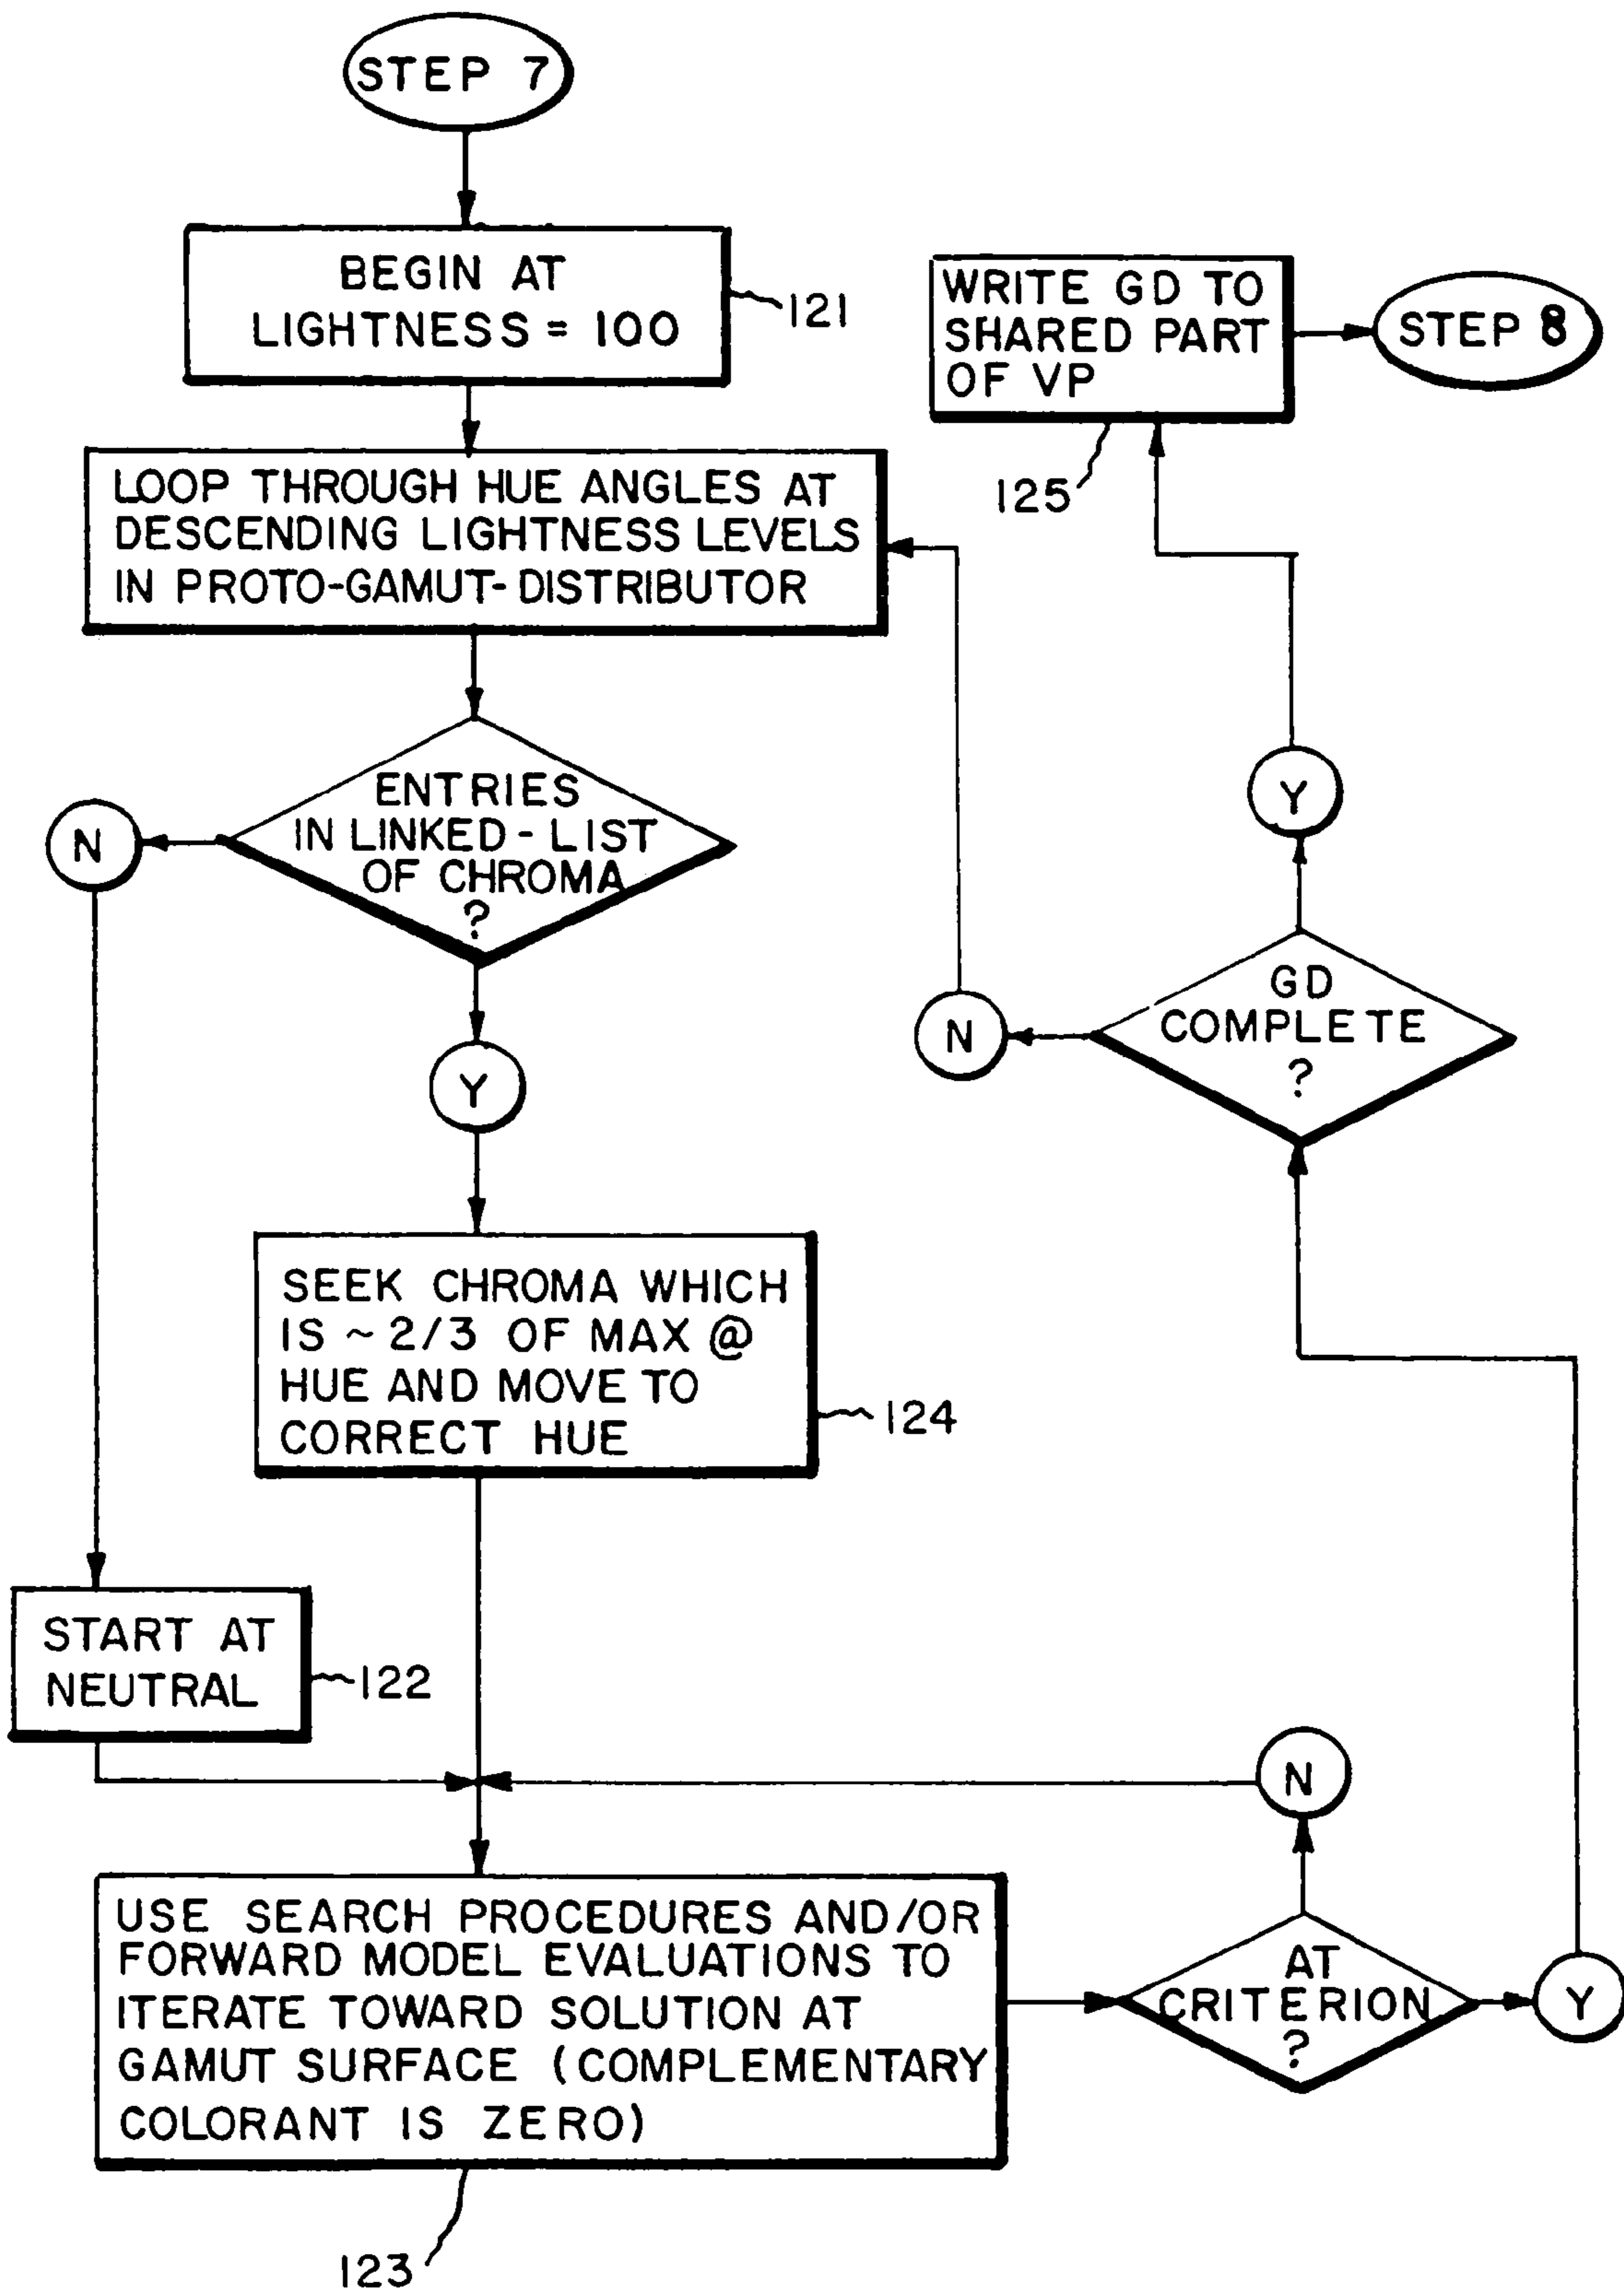 STEP 7
BEGIN AT
LIGHTNESS = 100
121
LOOP THROUGH HUE ANGLES AT
DESCENDING LIGHTNESS LEVELS
IN PROTO-GAMUT-DISTRIBUTOR
ENTRIES
IN LINKED-LIST
OF CHROMA
?
N
Y
SEEK CHROMA WHICH
IS ~ 2/3 OF MAX @
HUE AND MOVE TO
CORRECT HUE
124
START AT
NEUTRAL
122
USE SEARCH PROCEDURES AND/OR
FORWARD MODEL EVALUATIONS TO
ITERATE TOWARD SOLUTION AT
GAMUT SURFACE (COMPLEMENTARY
COLORANT IS ZERO)
123
AT
CRITERION
?
N
Y
GD
COMPLETE
?
N
Y
WRITE GD TO
SHARED PART
OF VP
125
STEP 8